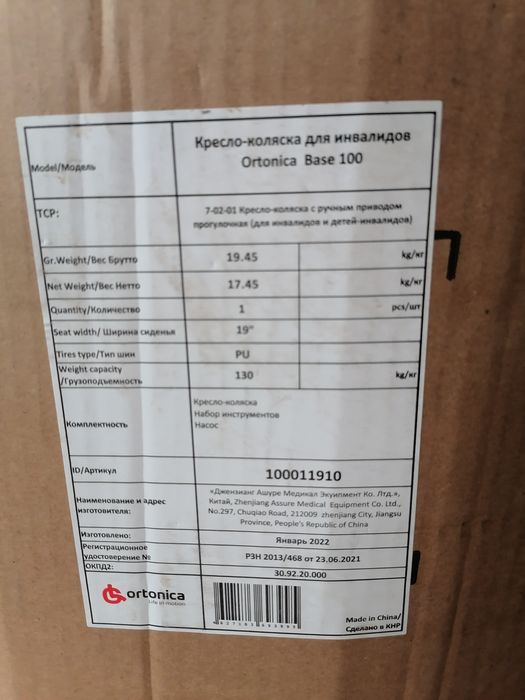 Model/Модель
Кресло-коляска для инвалидов
Ortonica Base 100
ТСР:
7-02-01 Кресло-коляска с ручным приводом
прогулочная (для инвалидов и детей-инвалидов)
Gr.Weight/Вес Брутто 19.45 kg/кг
Net Weight/Вес Нетто 17.45 kg/кг
Quantity/Количество 1 pcs/шт
Seat width/ Ширина сиденья 19"
Tires type/Тип шин PU
Weight capacity
/Грузоподъемность 130 kg/кг
Комплектность
Кресло-коляска
Набор инструментов
Насос
ID/Артикул 100011910
Наименование и адрес
изготовителя:
«Джензианг Ашуре Медикал Экуипмент Ко. Лтд.»,
Китай, Zhenjiang Assure Medical Equipment Co. Ltd.,
No.297, Chuqiao Road, 212009 zhenjiang City, Jiangsu
Province, People's Republic of China
Изготовлено: Январь 2022
Регистрационное
удостоверение № РЗН 2013/468 от 23.06.2021
ОКПД2: 30.92.20.000
ortonica
Life in motion
Made in China/
Сделано в КНР